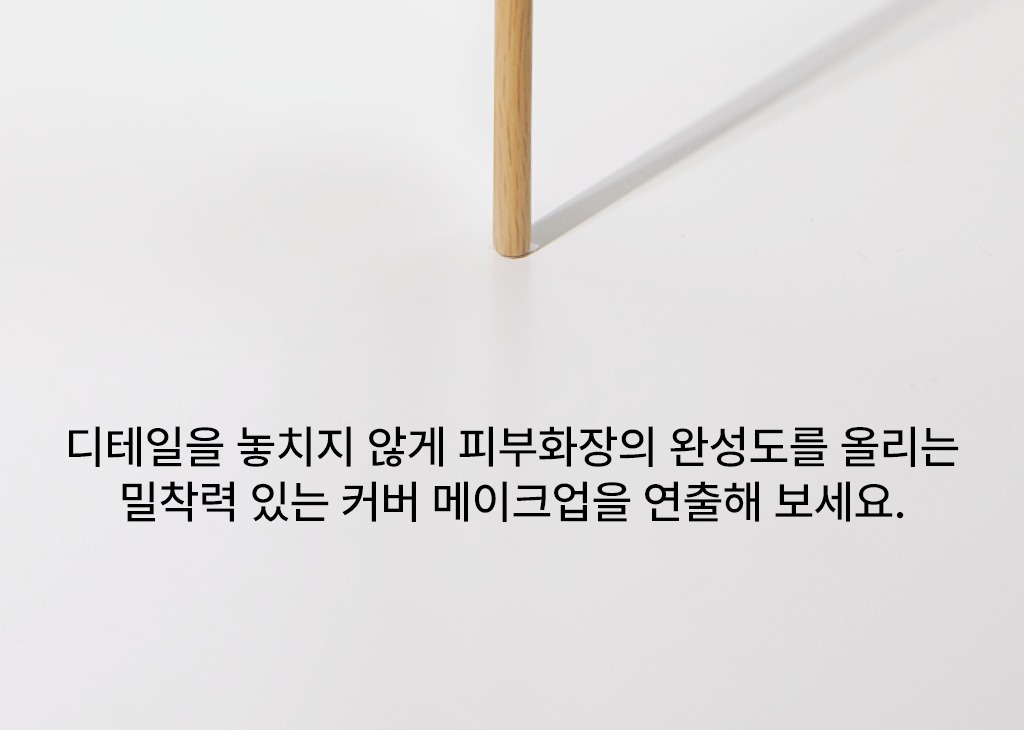 디테일을 놓치지 않게 피부화장의 완성도를 올리는
밀착력 있는 커버 메이크업을 연출해 보세요.